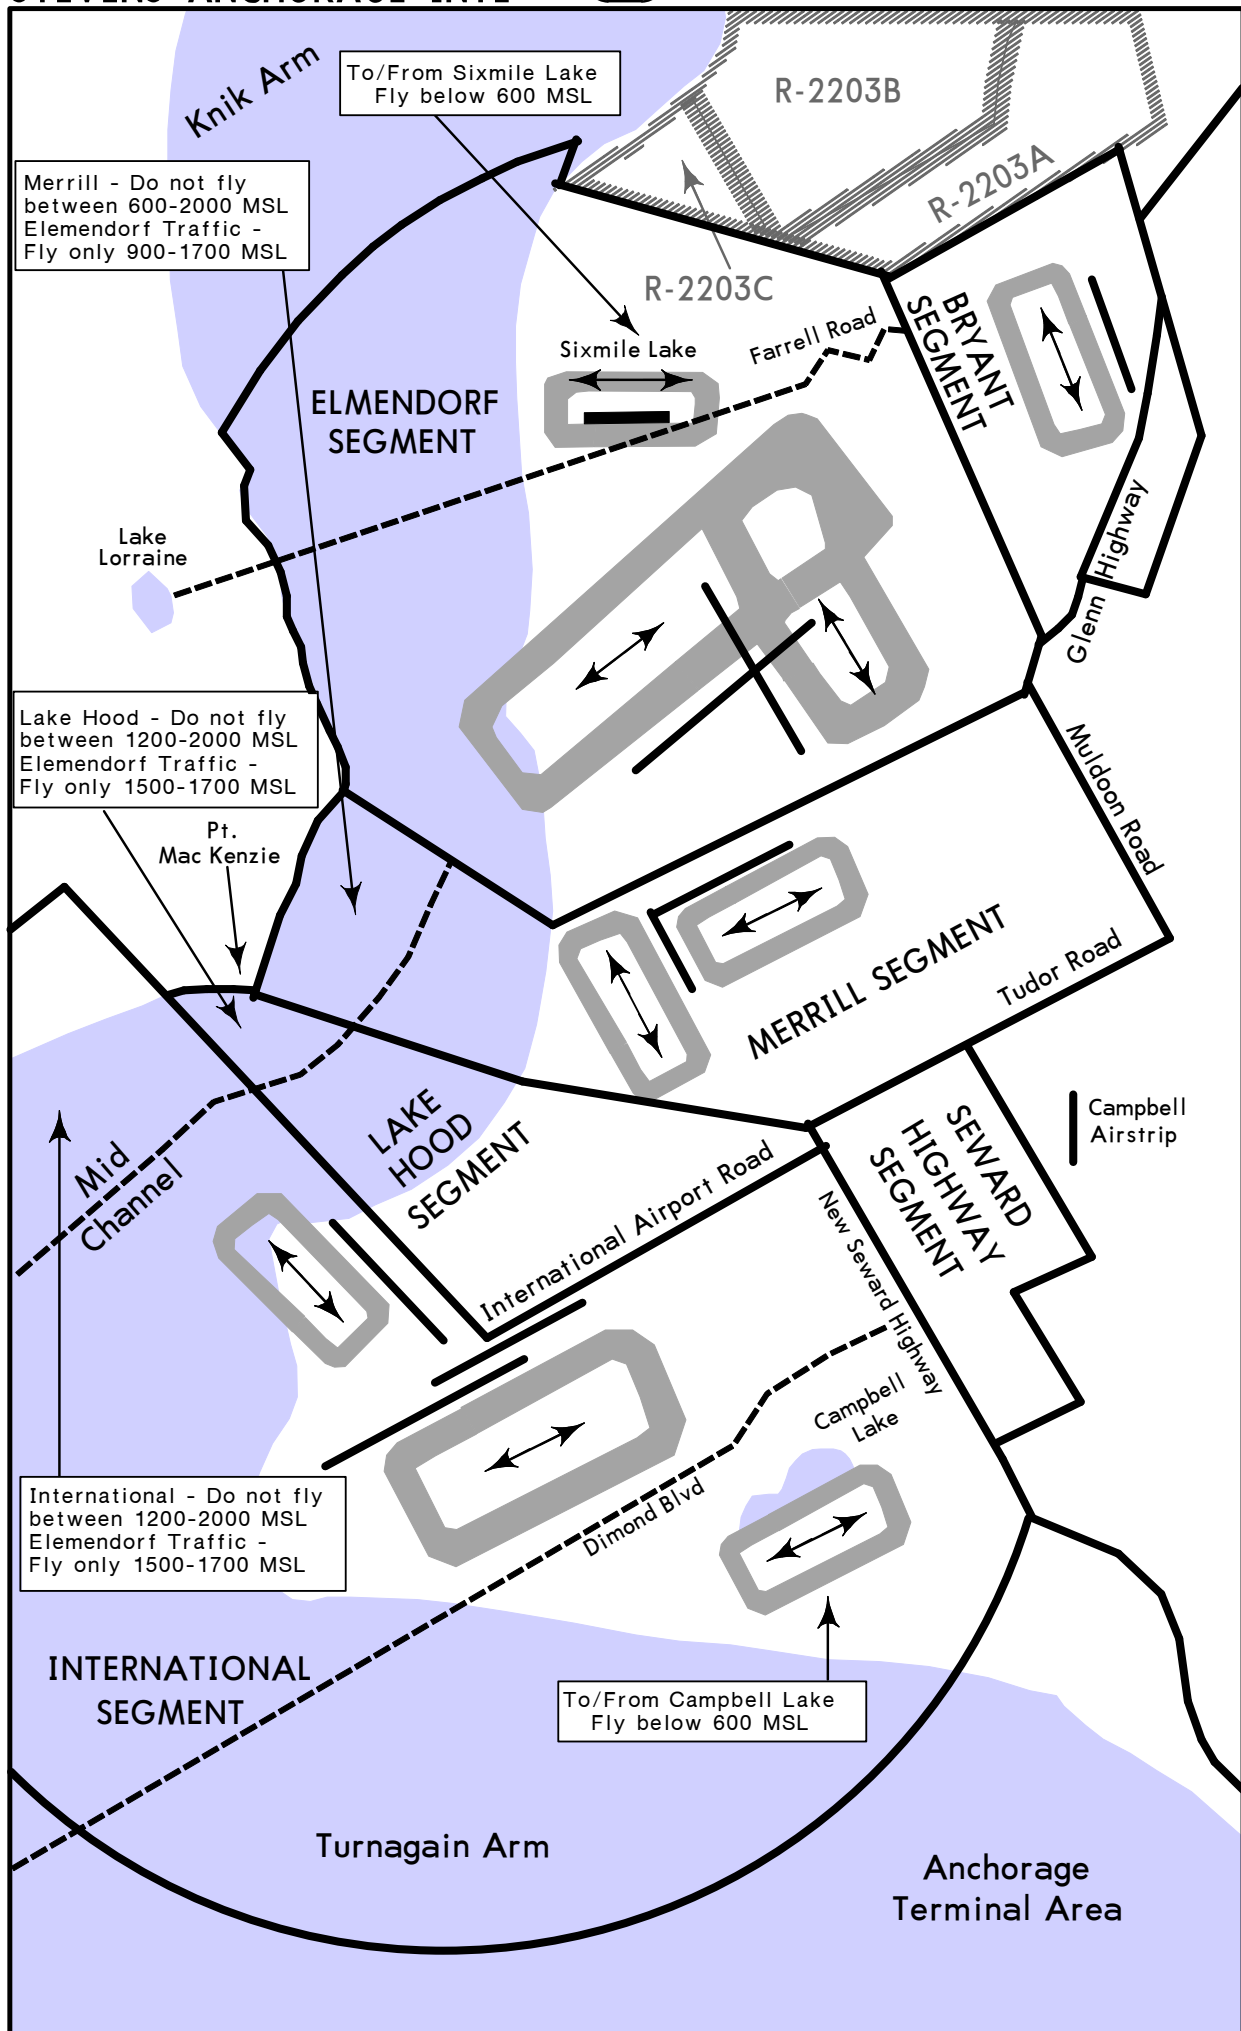 STEVENS ANCHORAGE INTL
Knik Arm
To/From Sixmile Lake
Fly below 600 MSL
R-2203B
R-2203A
R-2203C
Merrill - Do not fly
between 600-2000 MSL
Elemendorf Traffic -
Fly only 900-1700 MSL
BRYANT
SEGMENT
Farrell Road
Sixmile Lake
ELMENDORF
SEGMENT
Lake
Lorraine
Glenn Highway
Lake Hood - Do not fly
between 1200-2000 MSL
Elemendorf Traffic -
Fly only 1500-1700 MSL
Muldoon Road
Pt.
Mac Kenzie
MERRILL SEGMENT
Tudor Road
LAKE
HOOD
SEGMENT
Campbell
Airstrip
SEWARD
HIGHWAY
SEGMENT
Mid
Channel
International Airport Road
New Seward Highway
Campbell
Lake
Dimond Blvd
International - Do not fly
between 1200-2000 MSL
Elemendorf Traffic -
Fly only 1500-1700 MSL
INTERNATIONAL
SEGMENT
To/From Campbell Lake
Fly below 600 MSL
Turnagain Arm
Anchorage
Terminal Area